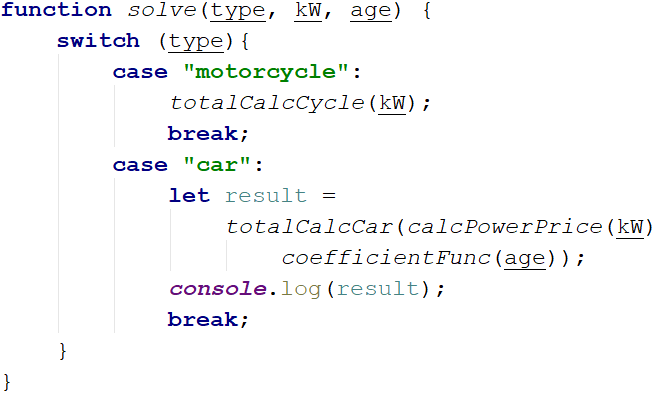 function solve(type, kW, age) {
    switch (type){
        case "motorcycle":
            totalCalcCycle(kW);
            break;
        case "car":
            let result =
                totalCalcCar(calcPowerPrice(kW)
                    coefficientFunc(age));
            console.log(result);
            break;
    }
}